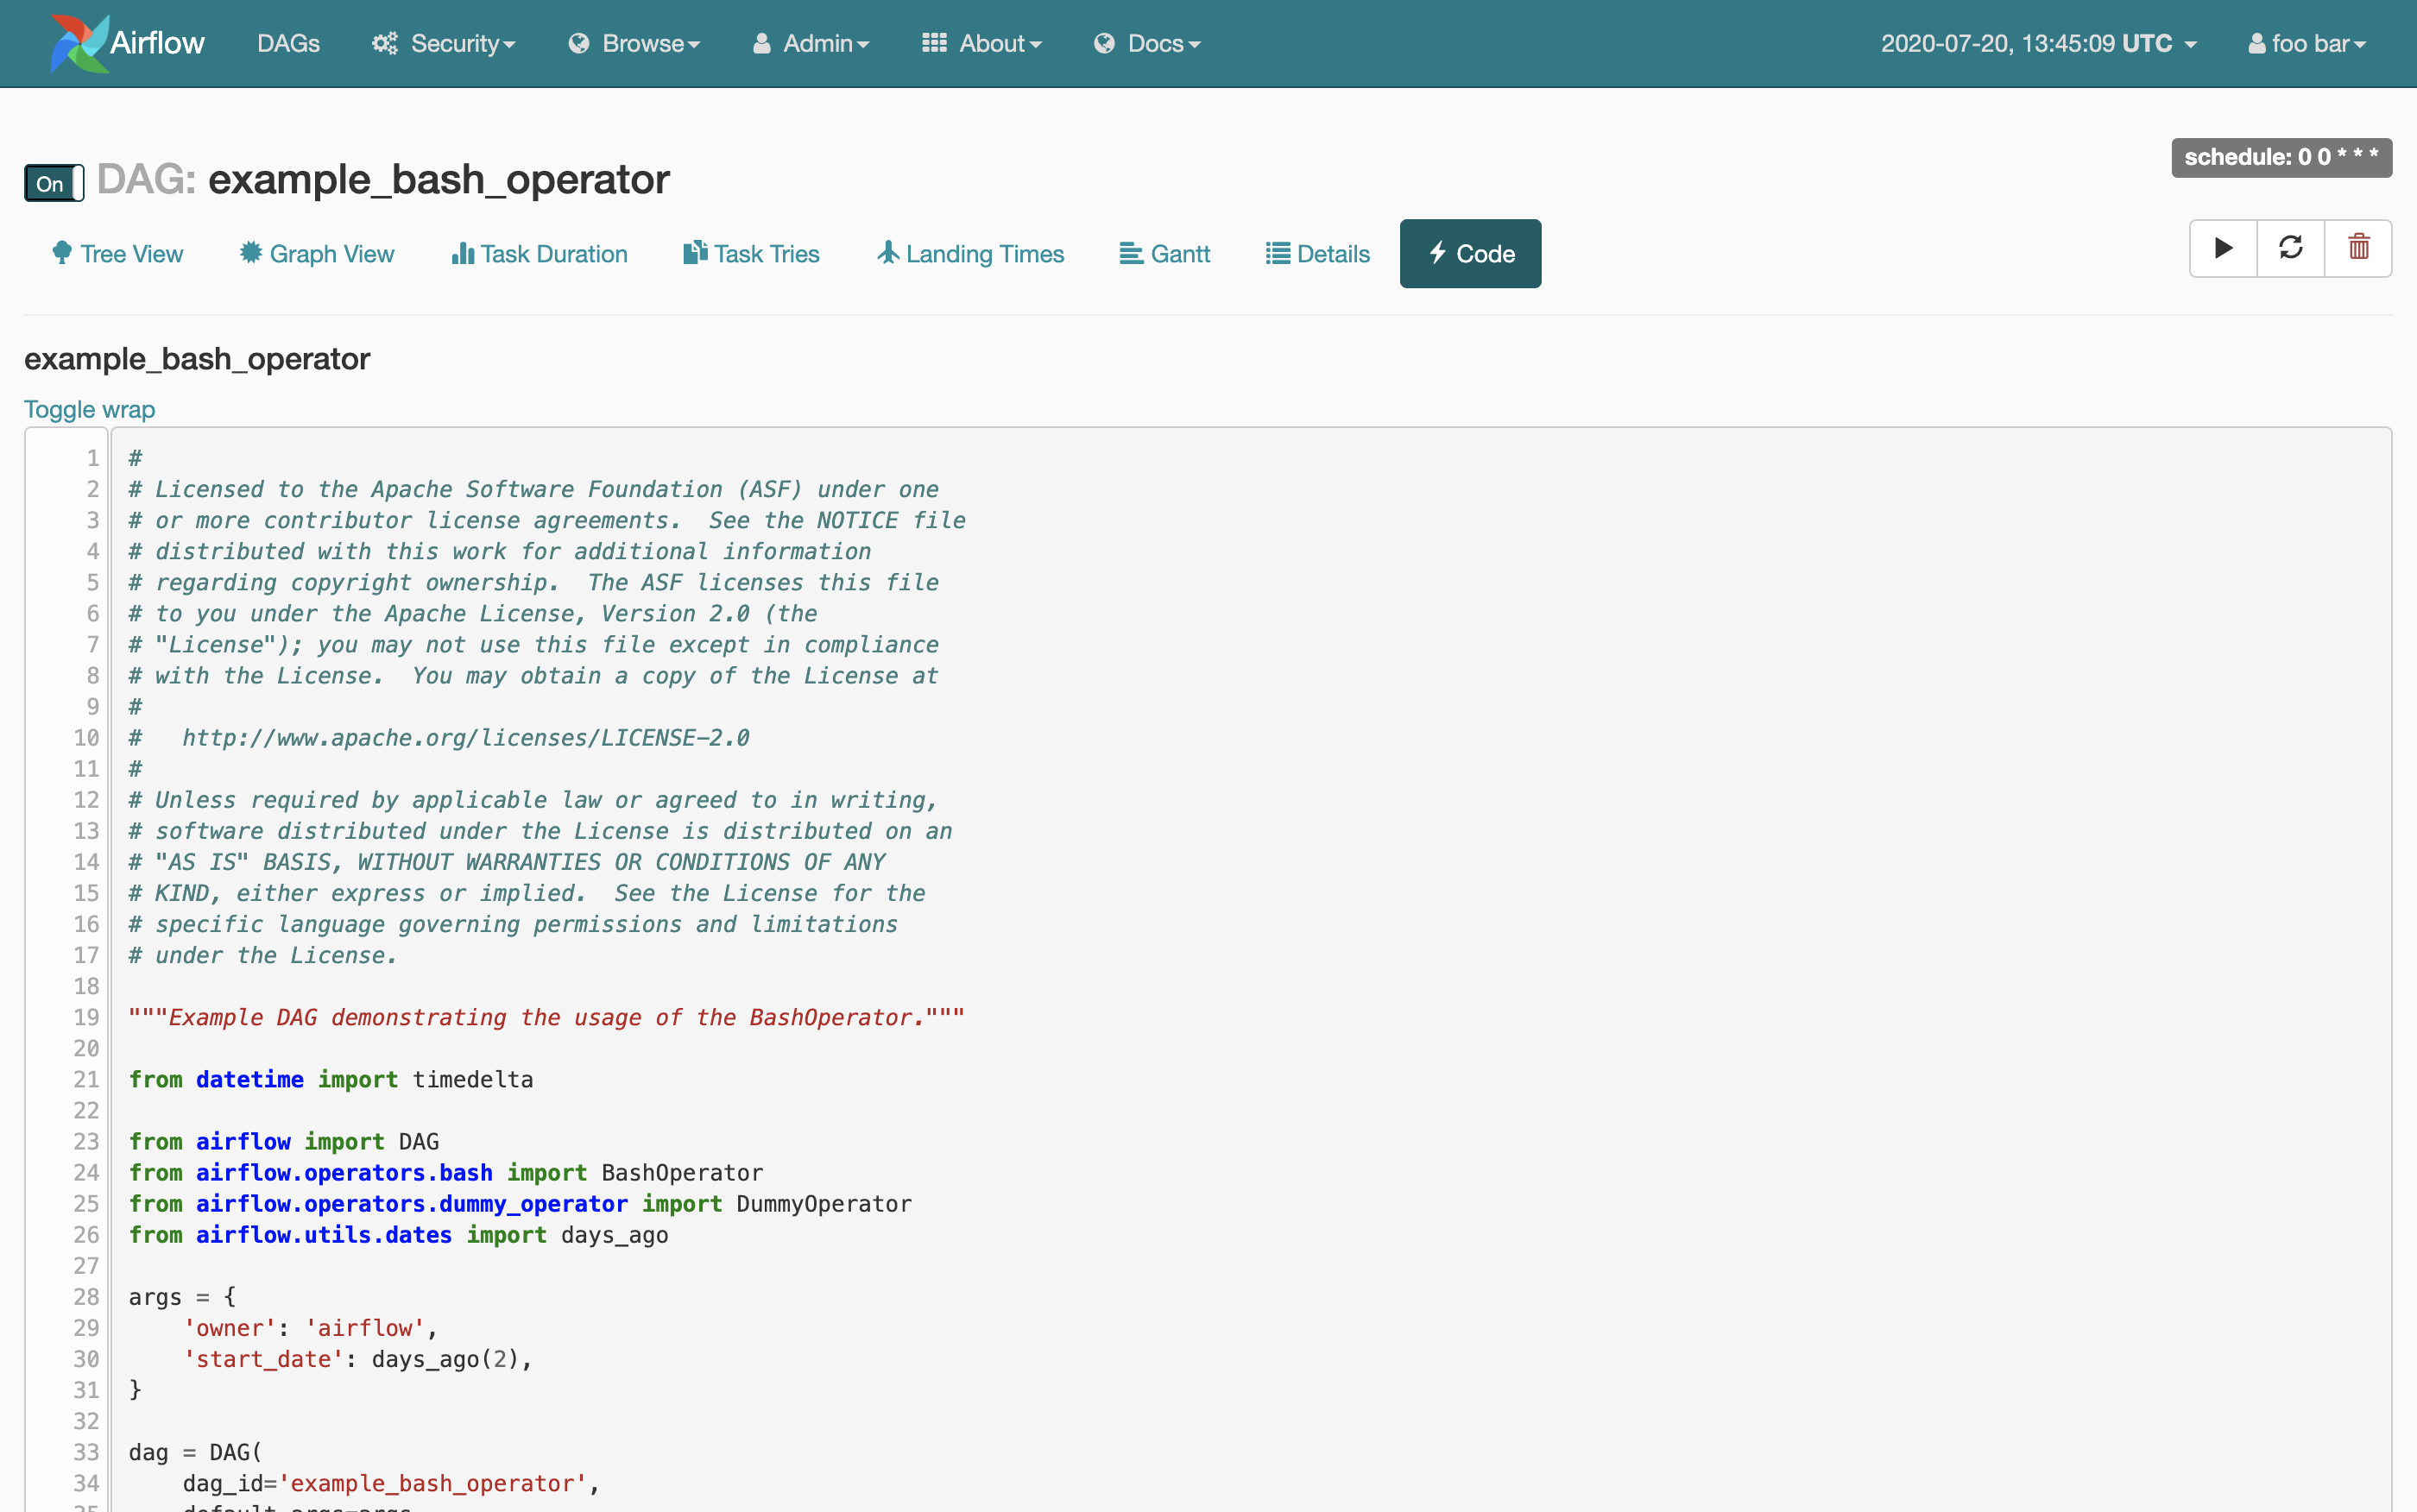 Airflow DAGs Security Browse Admin About Docs 2020-07-20, 13:45:09 UTC foo bar
schedule: 0 0 * * *
On DAG: example_bash_operator
Tree View Graph View Task Duration Task Tries Landing Times Gantt Details Code
example_bash_operator
Toggle wrap
1 #
2 # Licensed to the Apache Software Foundation (ASF) under one
3 # or more contributor license agreements.  See the NOTICE file
4 # distributed with this work for additional information
5 # regarding copyright ownership.  The ASF licenses this file
6 # to you under the Apache License, Version 2.0 (the
7 # "License"); you may not use this file except in compliance
8 # with the License.  You may obtain a copy of the License at
9 #
10 #   http://www.apache.org/licenses/LICENSE-2.0
11 #
12 # Unless required by applicable law or agreed to in writing,
13 # software distributed under the License is distributed on an
14 # "AS IS" BASIS, WITHOUT WARRANTIES OR CONDITIONS OF ANY
15 # KIND, either express or implied.  See the License for the
16 # specific language governing permissions and limitations
17 # under the License.
18
19 """Example DAG demonstrating the usage of the BashOperator."""
20
21 from datetime import timedelta
22
23 from airflow import DAG
24 from airflow.operators.bash import BashOperator
25 from airflow.operators.dummy_operator import DummyOperator
26 from airflow.utils.dates import days_ago
27
28 args = {
29     'owner': 'airflow',
30     'start_date': days_ago(2),
31 }
32
33 dag = DAG(
34     dag_id='example_bash_operator',